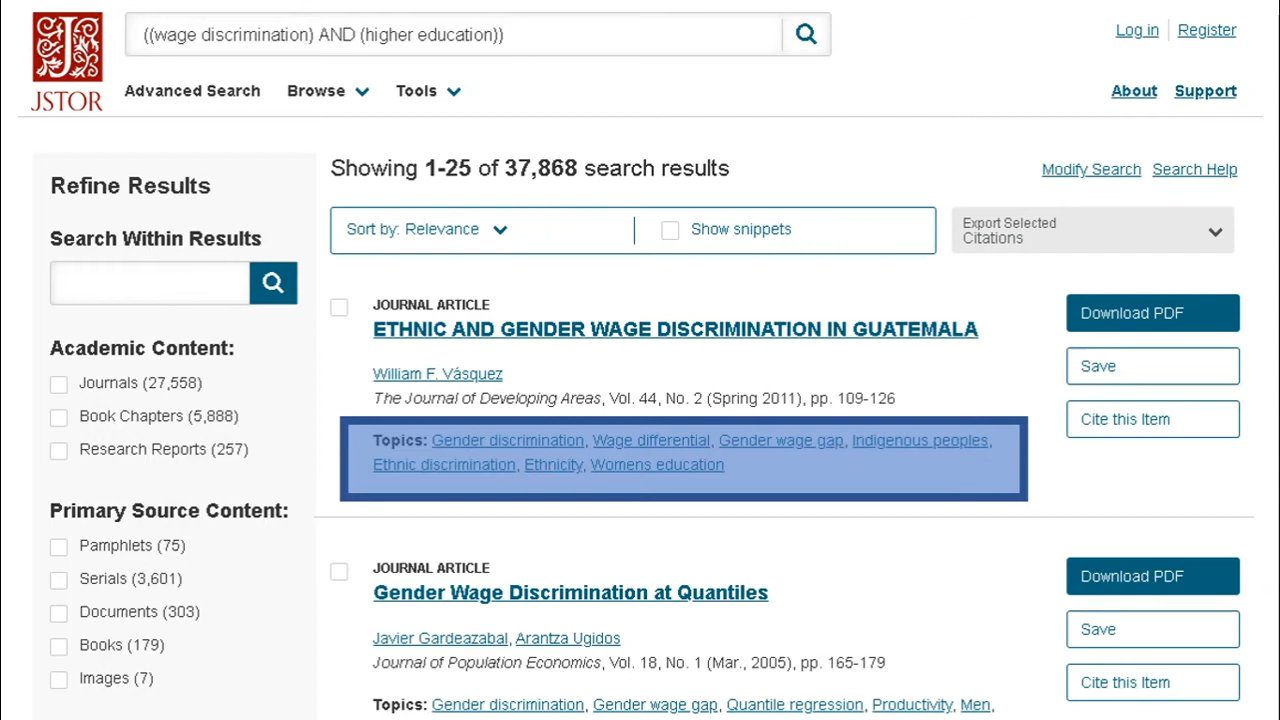 JSTOR
((wage discrimination) AND (higher education))
Log in Register
Advanced Search Browse Tools
About Support
Refine Results
Search Within Results
Academic Content:
Journals (27,558)
Book Chapters (5,888)
Research Reports (257)
Primary Source Content:
Pamphlets (75)
Serials (3,601)
Documents (303)
Books (179)
Images (7)
Showing 1-25 of 37,868 search results
Modify Search Search Help
Sort by: Relevance
Show snippets
Export Selected
Citations
JOURNAL ARTICLE
ETHNIC AND GENDER WAGE DISCRIMINATION IN GUATEMALA
William F. Vásquez
The Journal of Developing Areas, Vol. 44, No. 2 (Spring 2011), pp. 109-126
Topics: Gender discrimination, Wage differential, Gender wage gap, Indigenous peoples,
Ethnic discrimination, Ethnicity, Womens education
Download PDF
Save
Cite this Item
JOURNAL ARTICLE
Gender Wage Discrimination at Quantiles
Javier Gardeazabal, Arantza Ugidos
Journal of Population Economics, Vol. 18, No. 1 (Mar., 2005), pp. 165-179
Topics: Gender discrimination, Gender wage gap, Quantile regression, Productivity, Men,
Download PDF
Save
Cite this Item